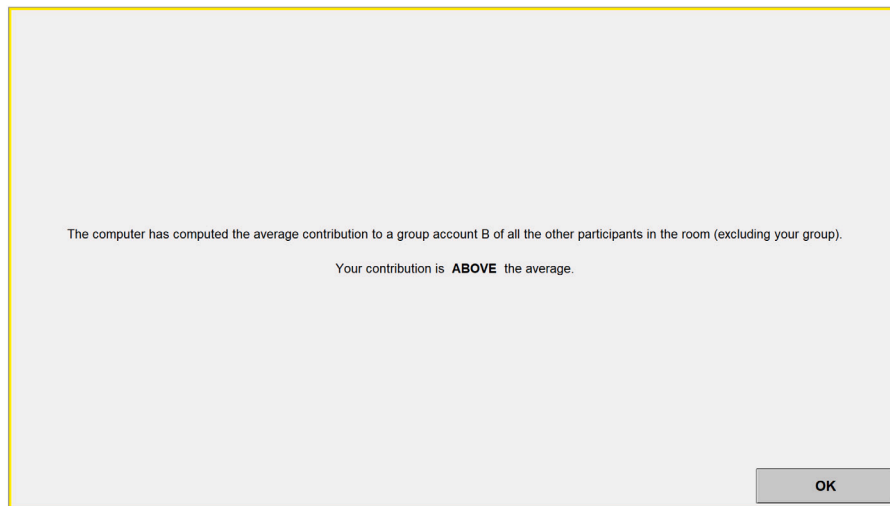 The computer has computed the average contribution to a group account B of all the other participants in the room (excluding your group).
Your contribution is ABOVE the average.
OK